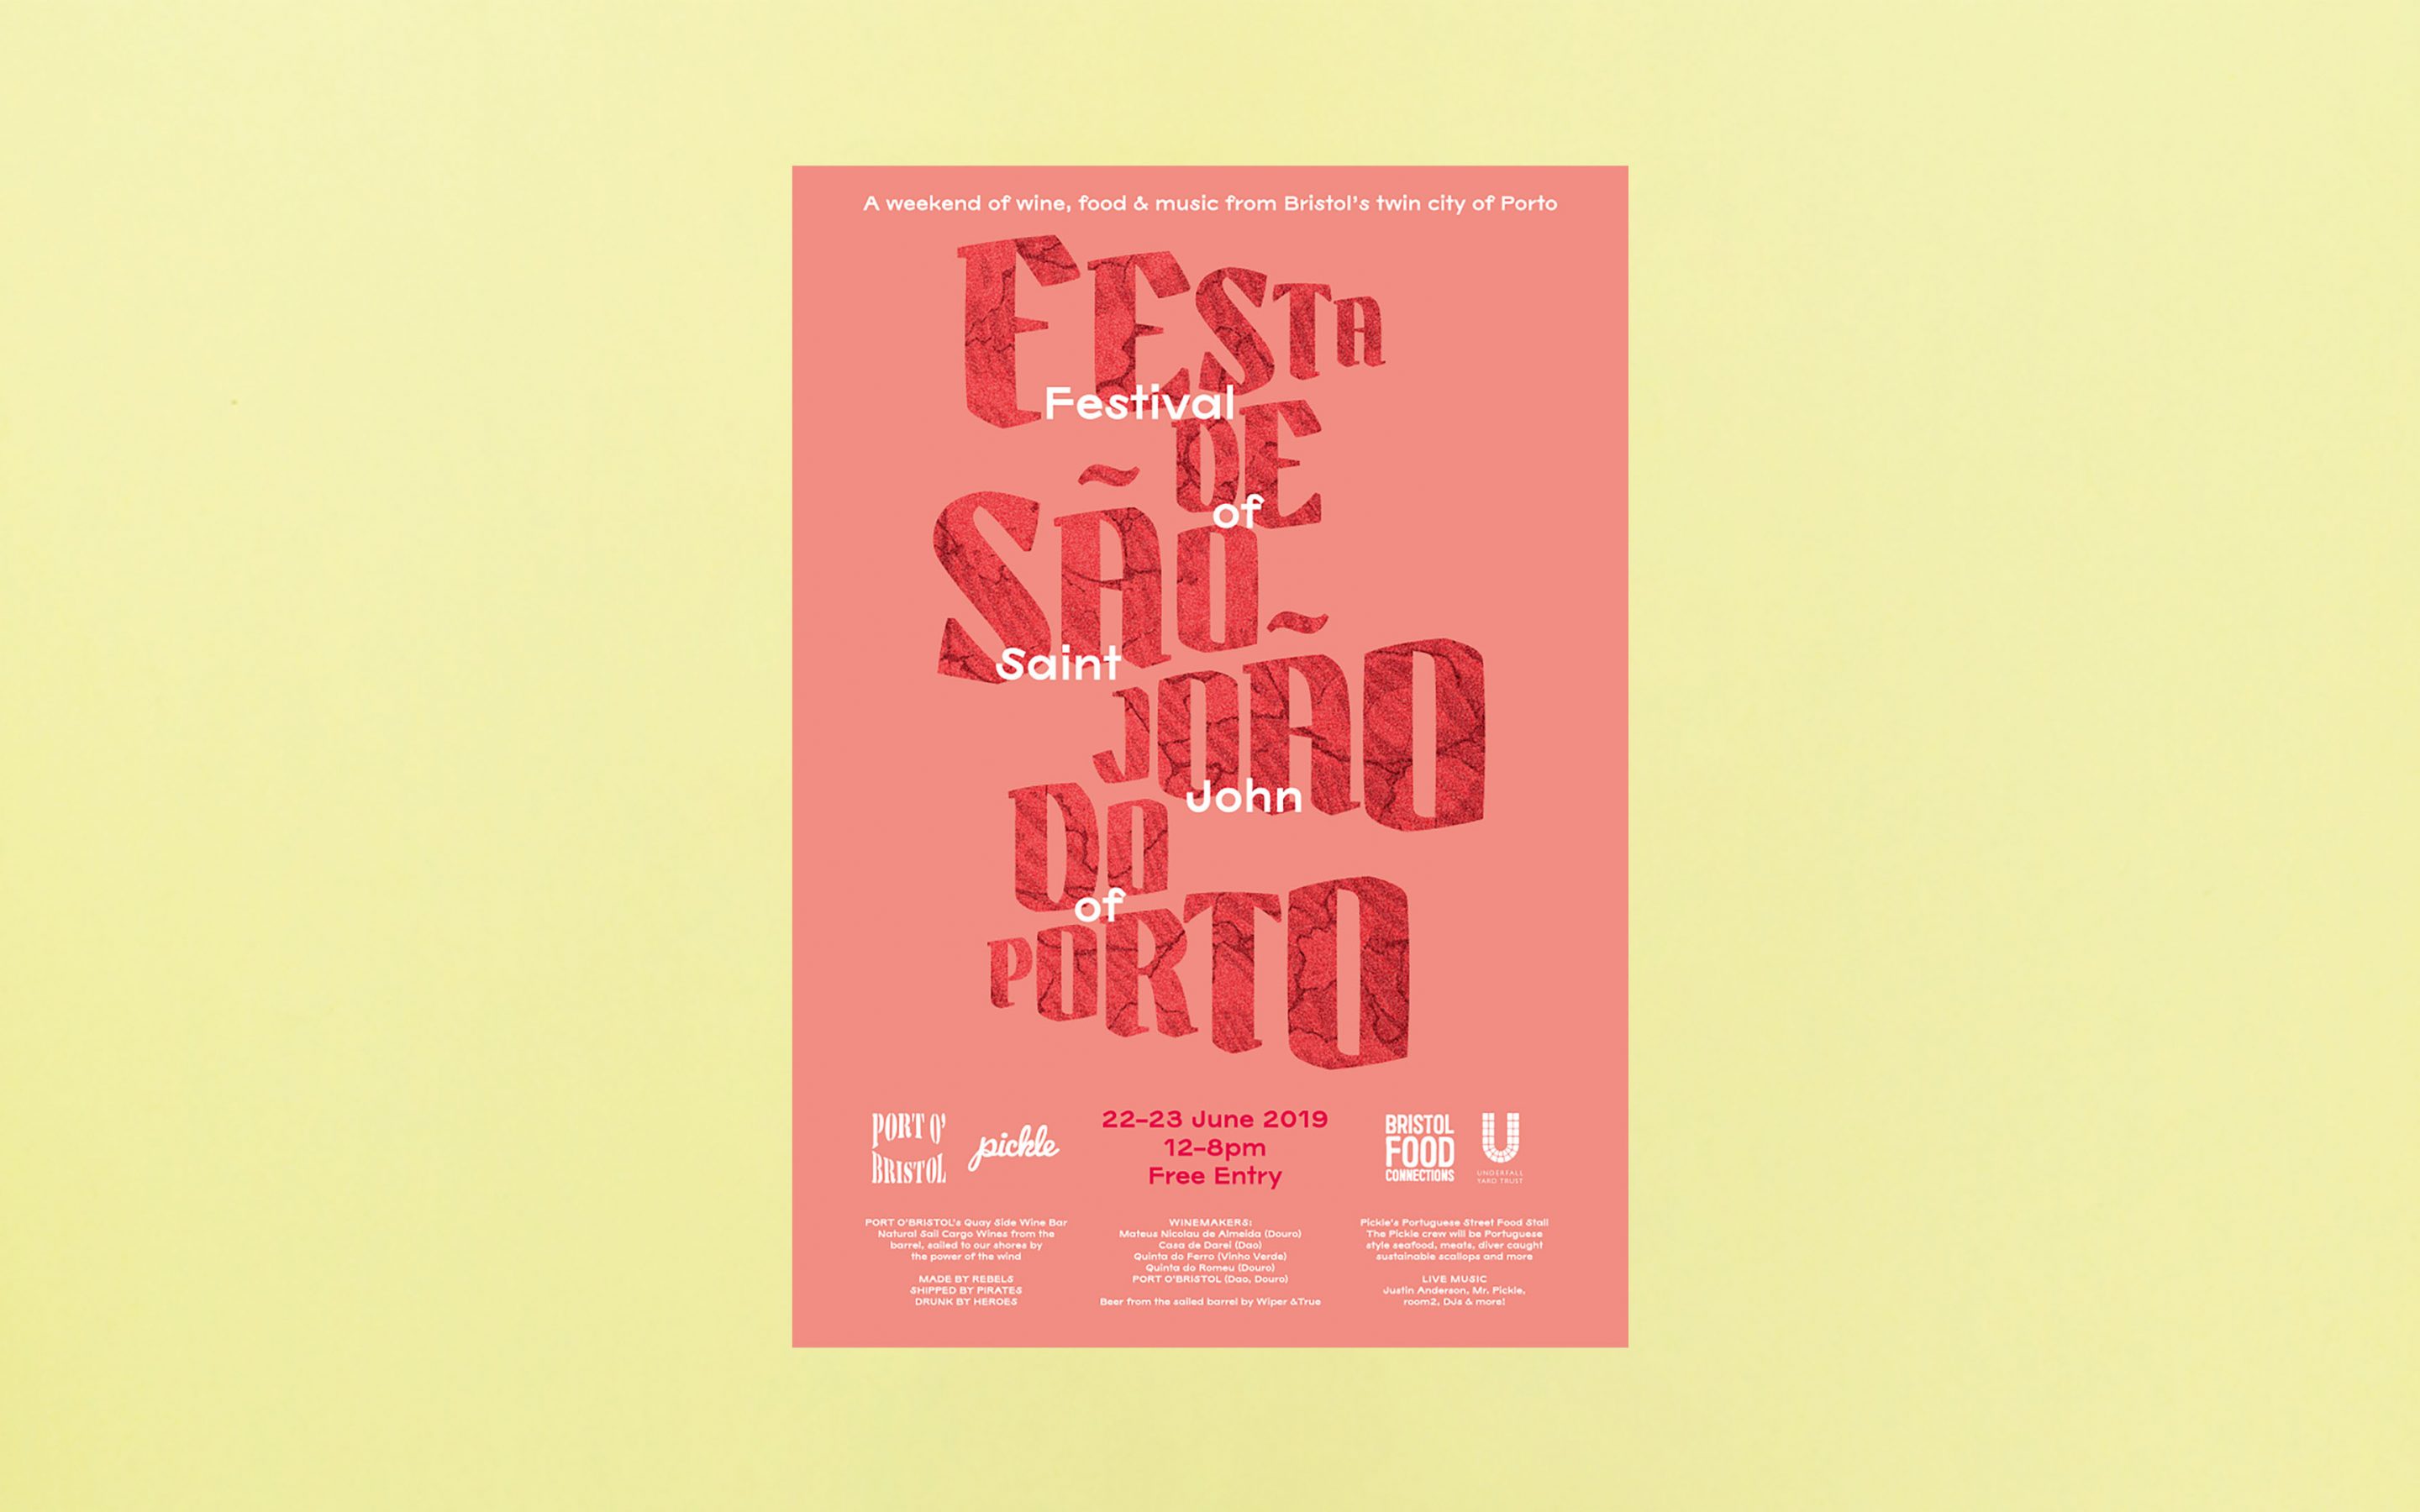 A weekend of wine, food & music from Bristol's twin city of Porto
FESTA
Festival
DE
of
SÃO
Saint
JOÃO
John
DO
of
PORTO
PORT O'
BRISTOL
pickle
22–23 June 2019
12–8pm
Free Entry
BRISTOL
FOOD
CONNECTIONS
U
UNDERFALL
YARD TRUST
PORT O'BRISTOL's Quay Side Wine Bar
Natural Sail Cargo Wines from the
barrel, sailed to our shores by
the power of the wind
MADE BY REBELS
SHIPPED BY PIRATES
DRUNK BY HEROES
WINEMAKERS:
Mateus Nicolau de Almeida (Douro)
Casa de Darei (Dao)
Quinta do Ferro (Vinho Verde)
Quinta do Romeu (Douro)
PORT O'BRISTOL (Dao, Douro)
Beer from the sailed barrel by Wiper &True
Pickle's Portuguese Street Food Stall
The Pickle crew will be Portuguese
style seafood, meats, diver caught
sustainable scallops and more
LIVE MUSIC
Justin Anderson, Mr. Pickle,
room2, DJs & more!